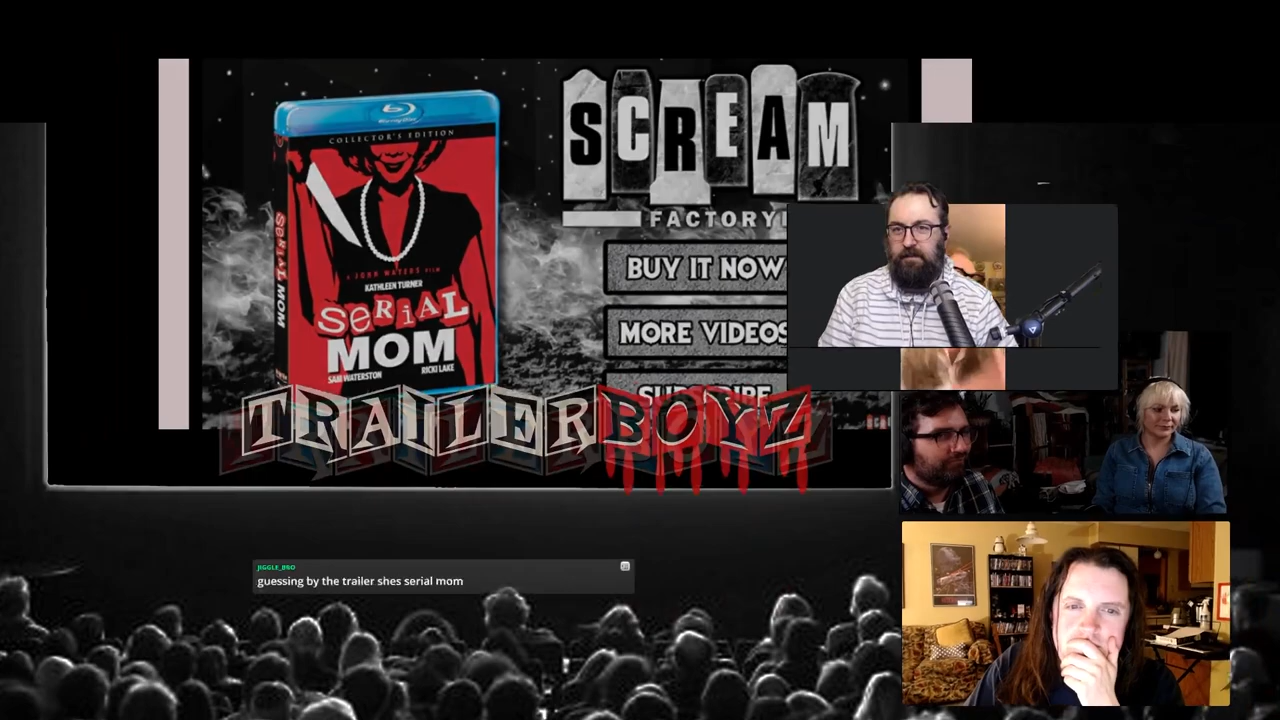 SCREAM
FACTORY
COLLECTOR'S EDITION
SERIAL MOM
A JOHN WATERS FILM
KATHLEEN TURNER
SERIAL
MOM
SAM WATERSTON
RICKI LAKE
BUY IT NOW
MORE VIDEOS
TRAILERBOYZ
JIGGLE_BRO
guessing by the trailer shes serial mom